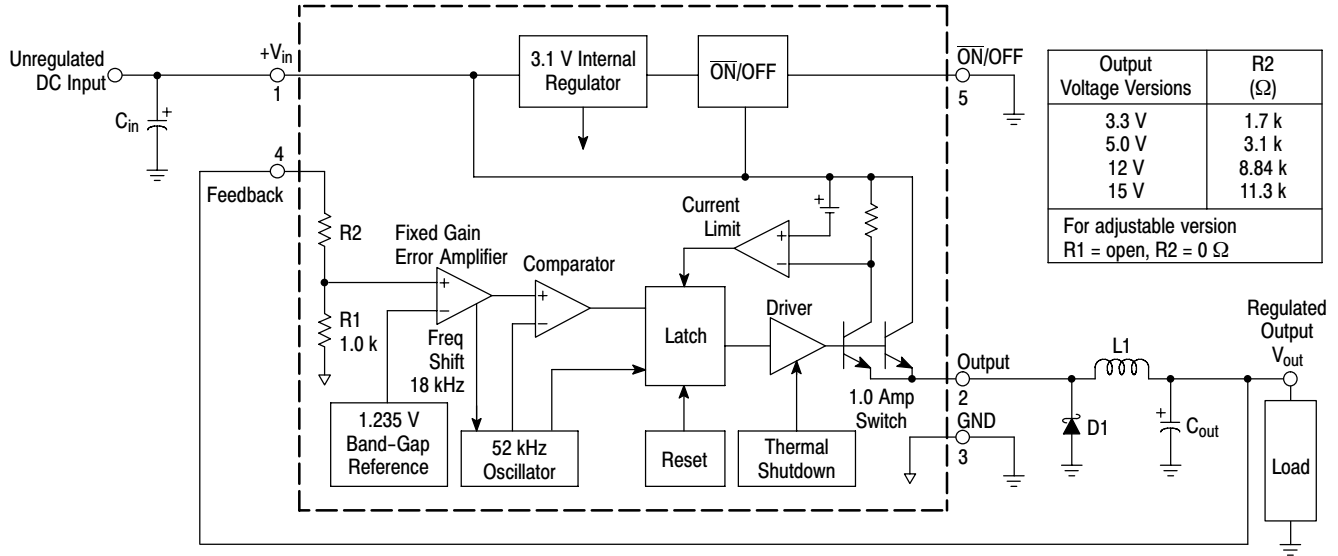 Unregulated
DC Input
+Vin
1
Cin
+
4
Feedback
3.1 V Internal
Regulator
ON/OFF
ON/OFF
5
R2
R1
1.0 k
Fixed Gain
Error Amplifier
+
−
Freq
Shift
18 kHz
Comparator
+
−
Current
Limit
+
−
+
Latch
Driver
1.0 Amp
Switch
1.235 V
Band−Gap
Reference
52 kHz
Oscillator
Reset
Thermal
Shutdown
Output
2
GND
3
L1
D1
+
Cout
Regulated
Output
Vout
Load
Output
Voltage Versions
R2
(Ω)
3.3 V 1.7 k
5.0 V 3.1 k
12 V 8.84 k
15 V 11.3 k
For adjustable version
R1 = open, R2 = 0 Ω